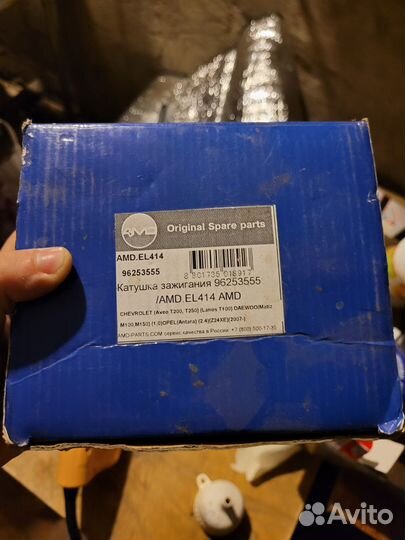 AMD
Original Spare parts
AMD.EL414
96253555
8 801735 018917
Катушка зажигания 96253555
/AMD.EL414 AMD
CHEVROLET (Aveo T200, T250) (Lanos T100) DAEWOO(Matiz
M100,M150) (1,0)OPEL(Antara) (2.4)(Z24XE)(2007-)
AMD-PARTS.COM сервис качества в России +7 (800) 500-17-35
Avito